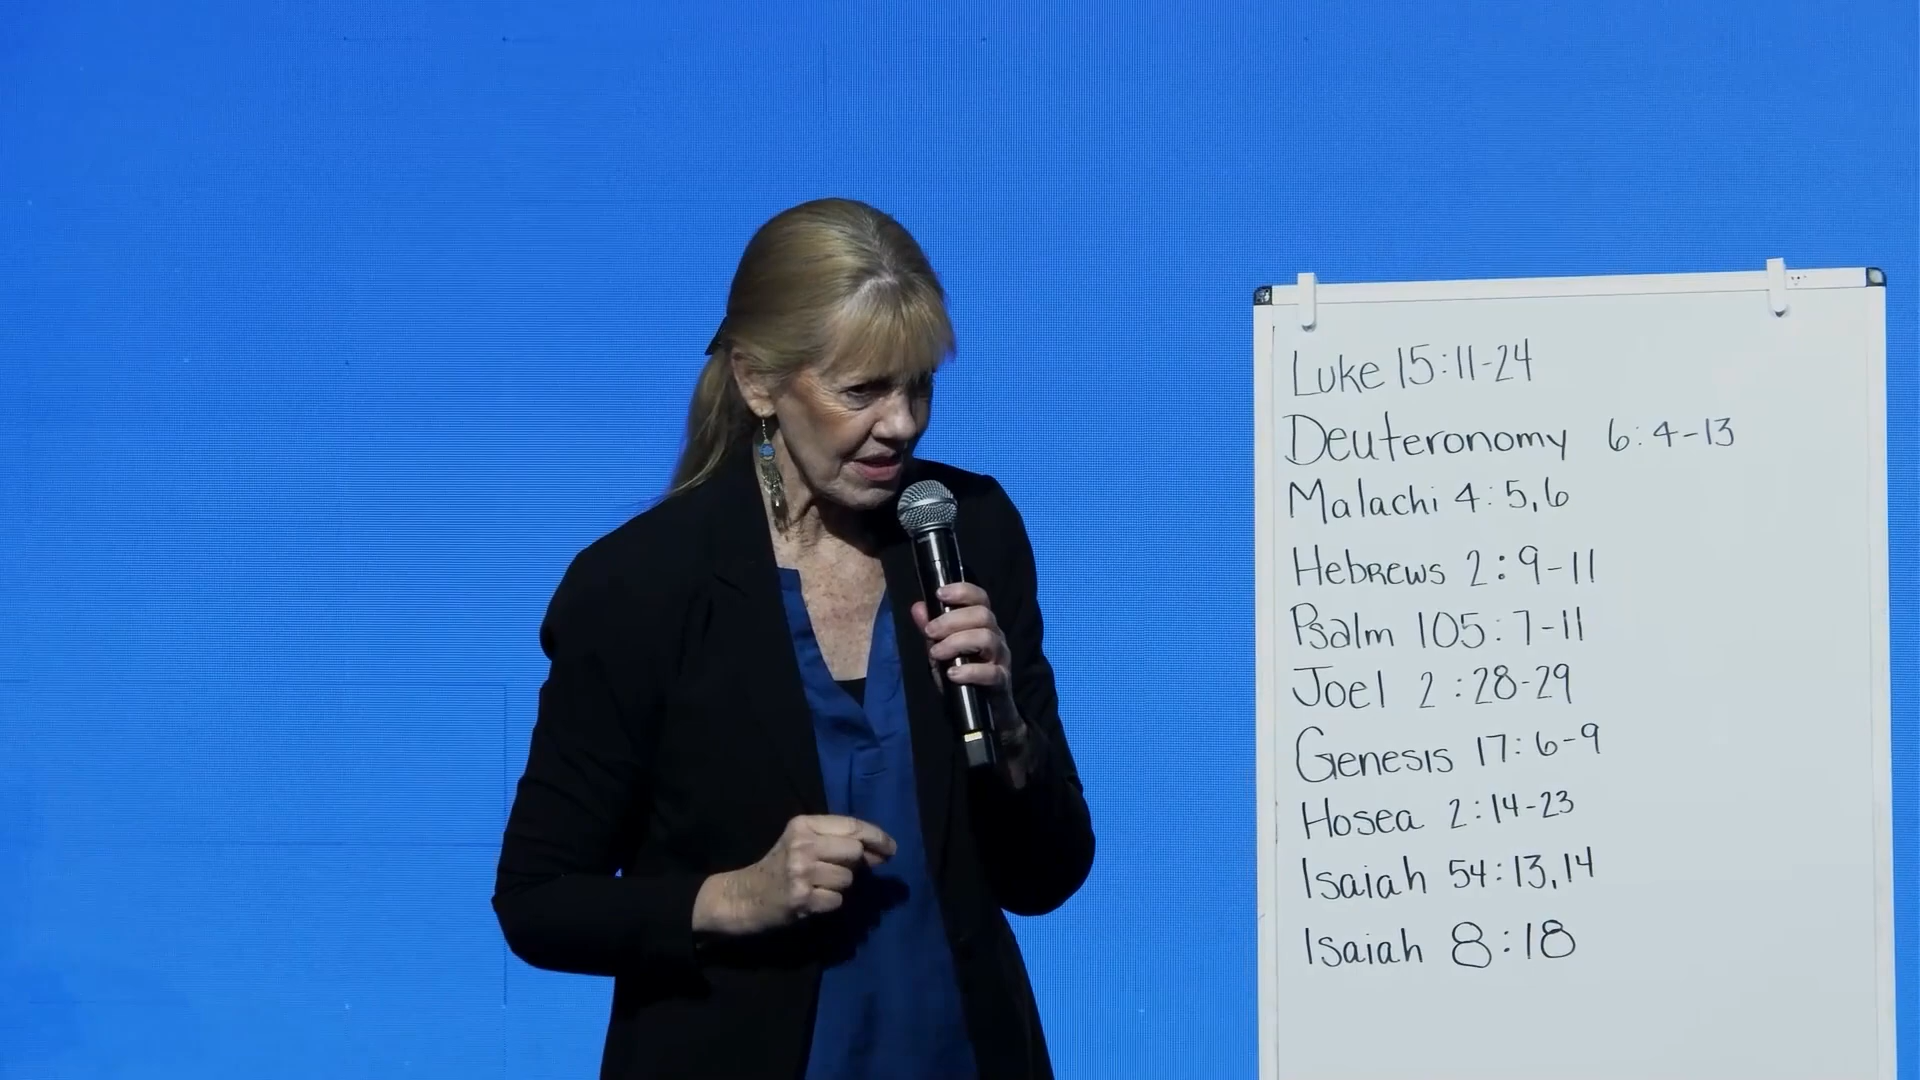 Luke 15:11-24
Deuteronomy 6:4-13
Malachi 4:5,6
Hebrews 2:9-11
Psalm 105:7-11
Joel 2:28-29
Genesis 17:6-9
Hosea 2:14-23
Isaiah 54:13,14
Isaiah 8:18